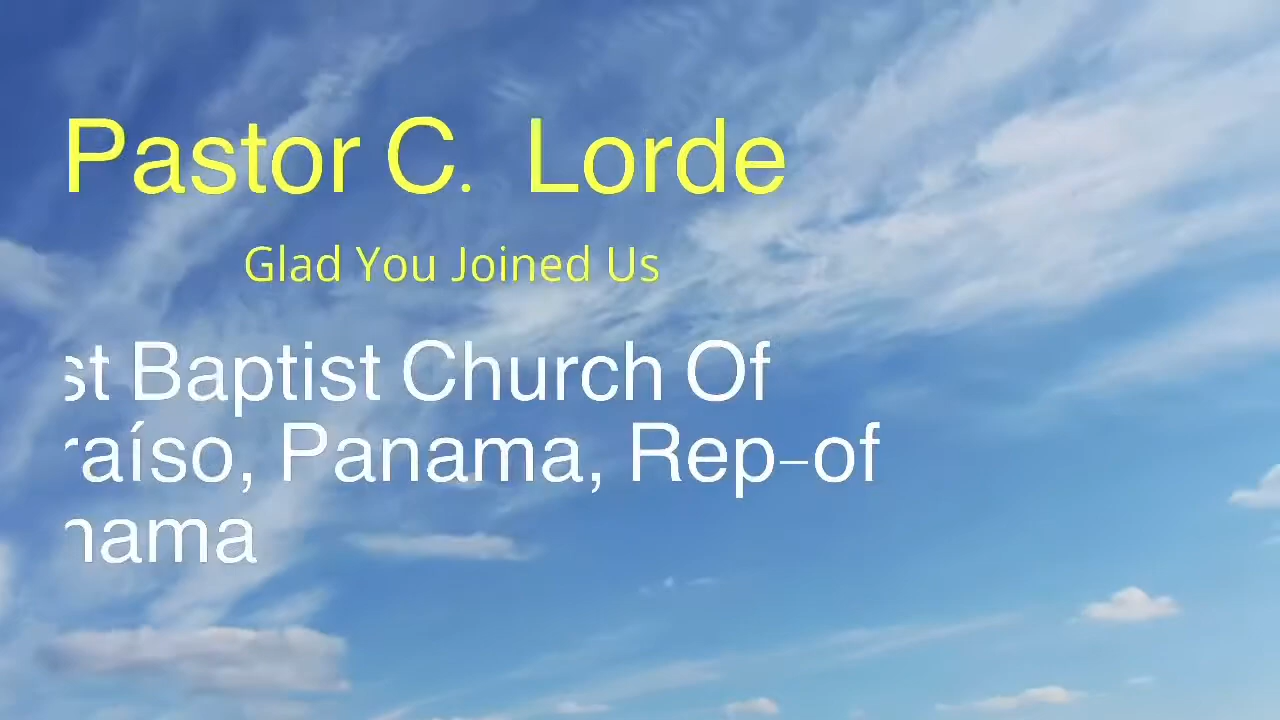 Pastor C. Lorde
Glad You Joined Us
st Baptist Church Of
raíso, Panama, Rep-of
nama